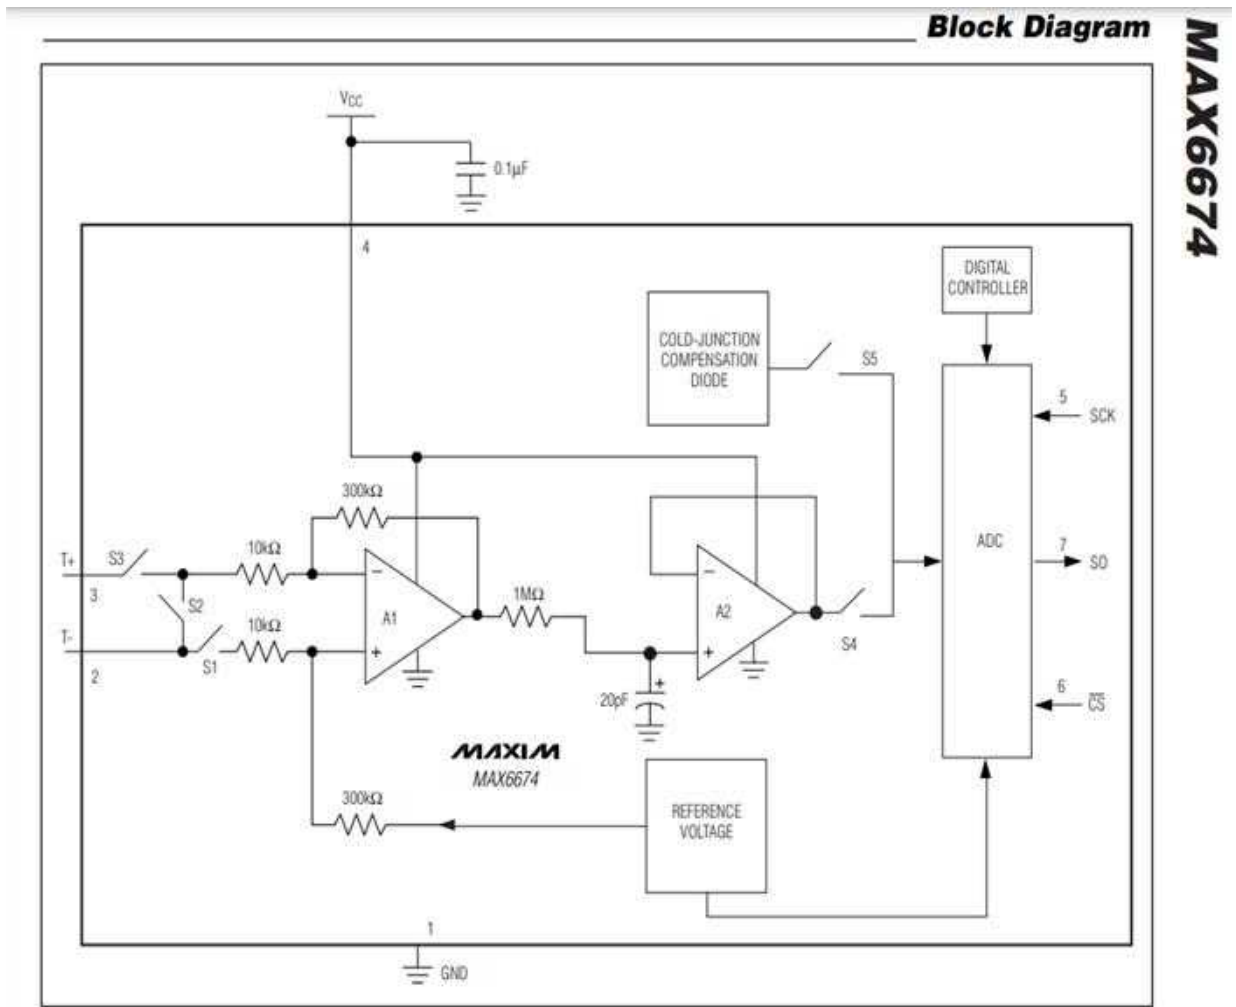 Block Diagram
MAX6674
VCC
0.1µF
4
DIGITAL
CONTROLLER
COLD-JUNCTION
COMPENSATION
DIODE
S5
5
SCK
300kΩ
ADC
7
SO
T+
S3
10kΩ
3
S2
A1
1MΩ
A2
T-
10kΩ
S1
2
S4
20pF
6
CS
MAXIM
MAX6674
300kΩ
REFERENCE
VOLTAGE
1
GND